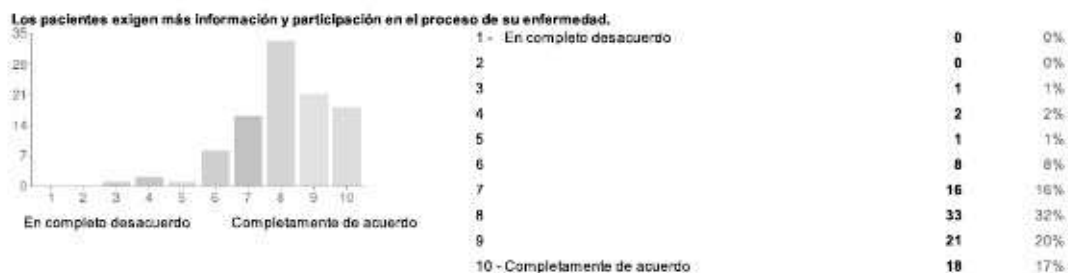 Los pacientes exigen más información y participación en el proceso de su enfermedad.
35
28
21
14
7
0
1 2 3 4 5 6 7 8 9 10
En completo desacuerdo Completamente de acuerdo
1 - En completo desacuerdo 0 0%
2 0 0%
3 1 1%
4 2 2%
5 1 1%
6 8 8%
7 16 16%
8 33 32%
9 21 20%
10 - Completamente de acuerdo 18 17%